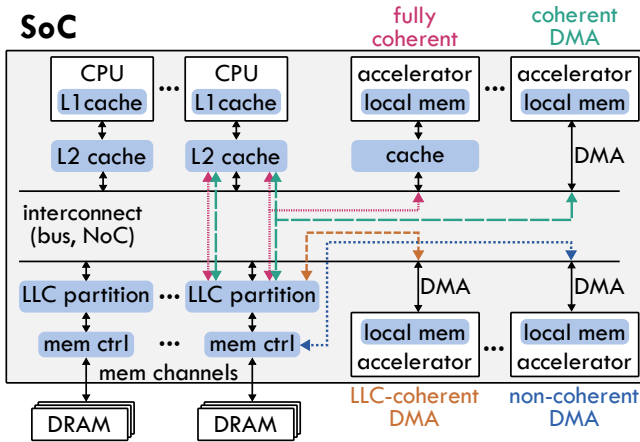 SoC
fully
coherent
coherent
DMA
CPU
L1cache
...
CPU
L1cache
accelerator
local mem
...
accelerator
local mem
L2 cache
L2 cache
cache
DMA
interconnect
(bus, NoC)
LLC partition
...
LLC partition
DMA
DMA
mem ctrl
...
mem ctrl
local mem
accelerator
...
local mem
accelerator
mem channels
DRAM
DRAM
LLC-coherent
DMA
non-coherent
DMA